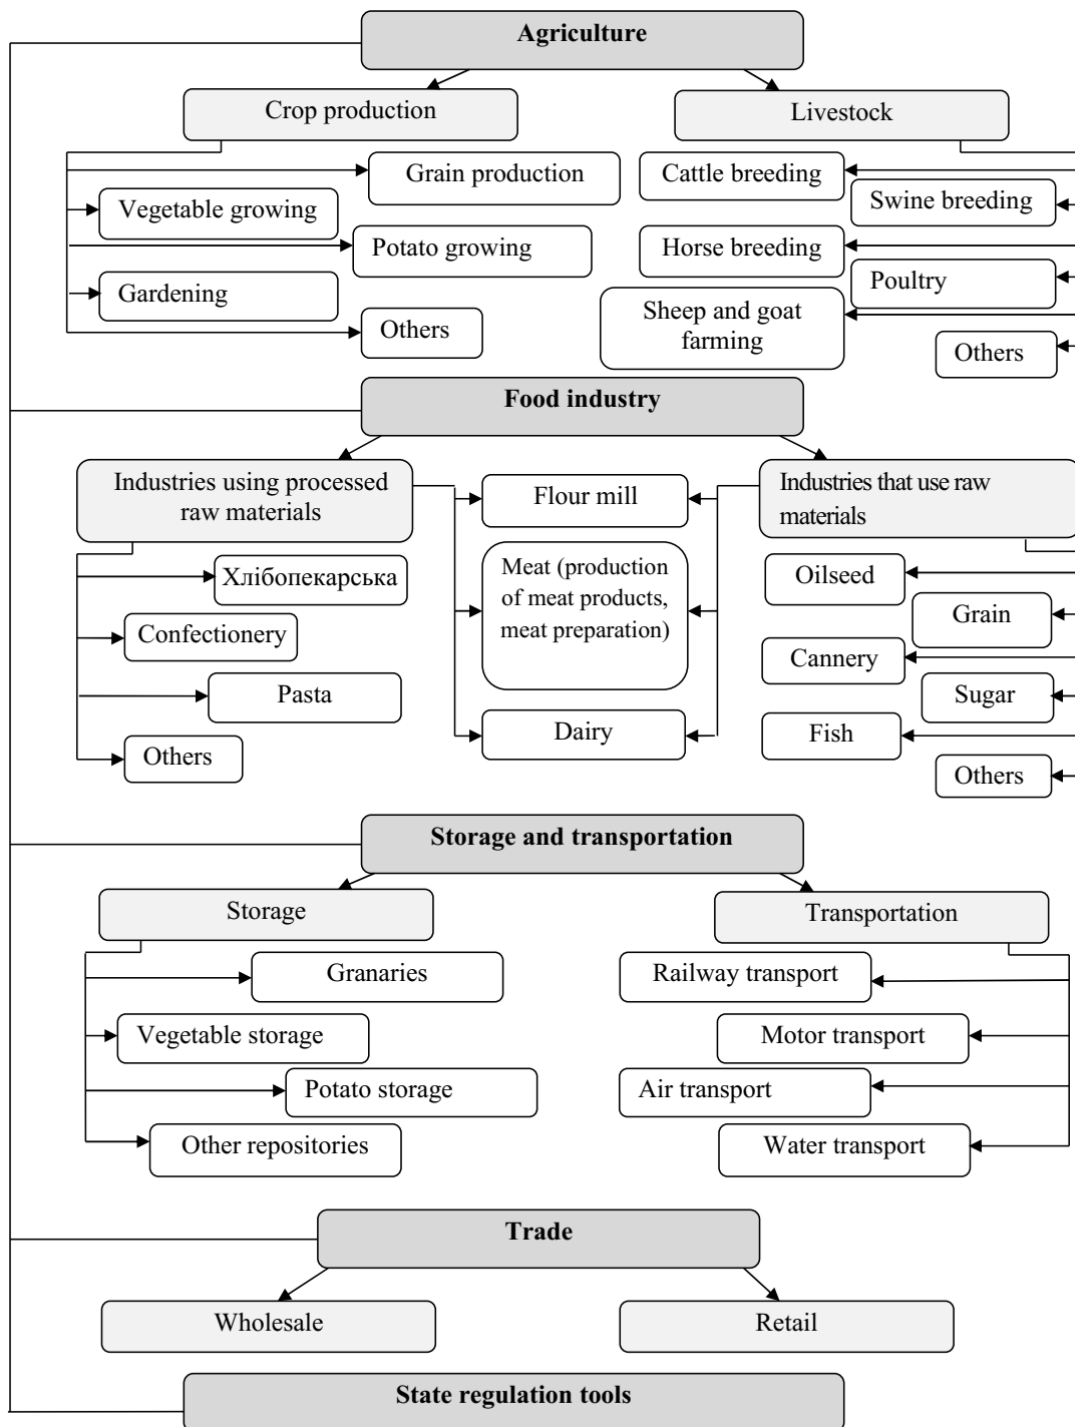 Agriculture
Crop production
Livestock
Grain production
Cattle breeding
Vegetable growing
Swine breeding
Potato growing
Horse breeding
Gardening
Poultry
Others
Sheep and goat
farming
Others
Food industry
Industries using processed
raw materials
Flour mill
Industries that use raw
materials
Хлібопекарська
Meat (production
of meat products,
meat preparation)
Oilseed
Confectionery
Grain
Cannery
Pasta
Sugar
Others
Dairy
Fish
Others
Storage and transportation
Storage
Transportation
Granaries
Railway transport
Vegetable storage
Motor transport
Potato storage
Air transport
Other repositories
Water transport
Trade
Wholesale
Retail
State regulation tools